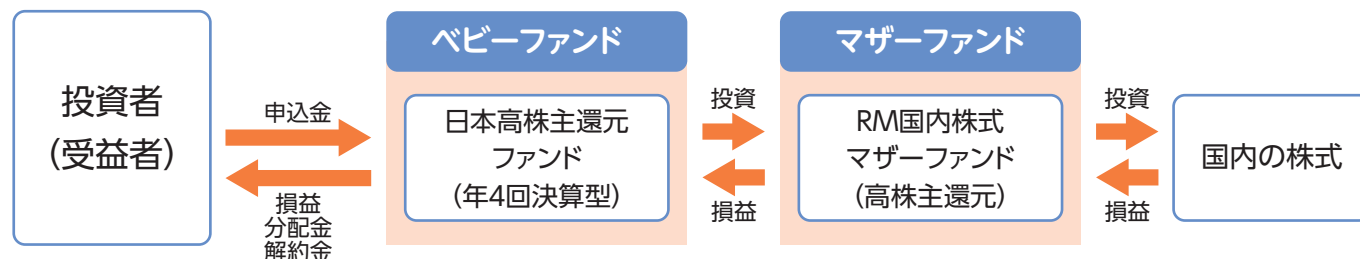 投資者
(受益者)
申込金
損益
分配金
解約金
ベビーファンド
日本高株主還元
ファンド
(年4回決算型)
投資
損益
マザーファンド
RM国内株式
マザーファンド
(高株主還元)
投資
損益
国内の株式